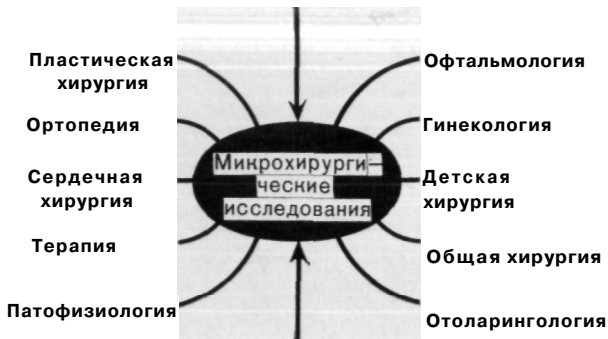 Пластическая
хирургия
Ортопедия
Сердечная
хирургия
Терапия
Патофизиология
Микрохирурги—
ческие
исследования
Офтальмология
Гинекология
Детская
хирургия
Общая хирургия
Отоларингология